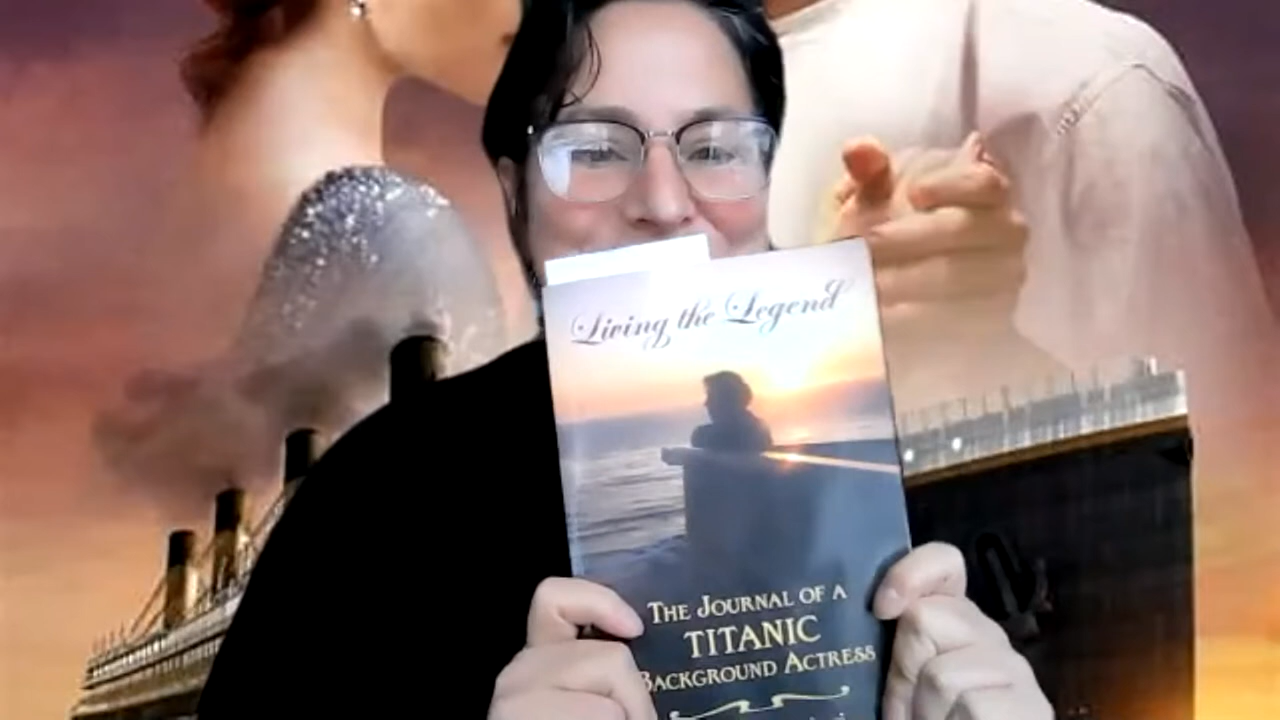 Living the Legend
The Journal of a
TITANIC
Background Actress